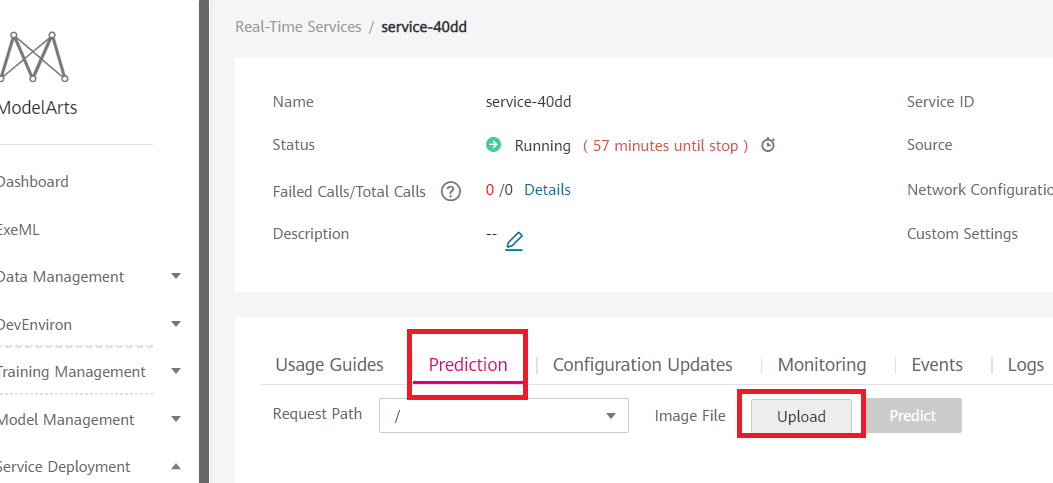 Real-Time Services / service-40dd
ModelArts
Dashboard
ExeML
Data Management
DevEnviron
Training Management
Model Management
Service Deployment
Name service-40dd Service ID
Status Running ( 57 minutes until stop ) Source
Failed Calls/Total Calls ? 0 /0 Details Network Configuratio
Description -- Custom Settings
Usage Guides Prediction Configuration Updates Monitoring Events Logs
Request Path / Image File Upload Predict